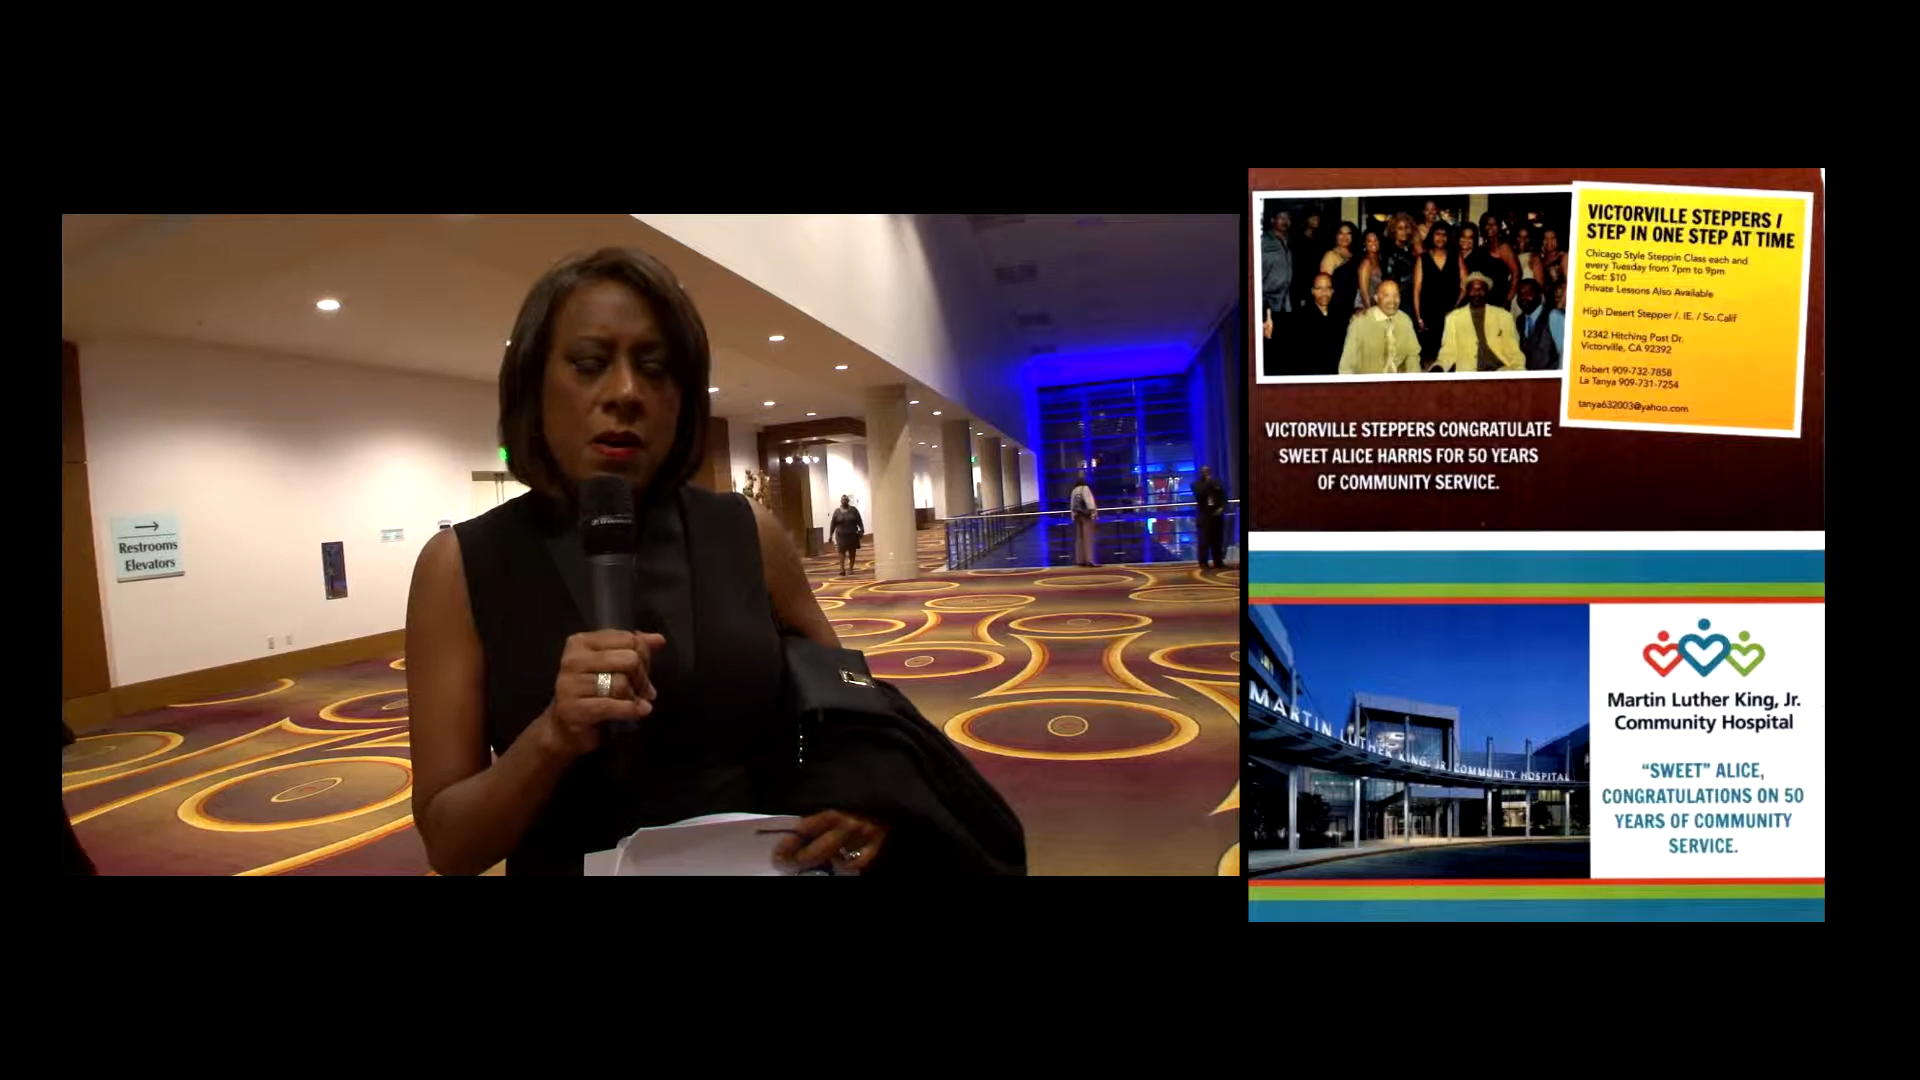 →
Restrooms
Elevators
VICTORVILLE STEPPERS /
STEP IN ONE STEP AT TIME
Chicago Style Steppin Class each and
every Tuesday from 7pm to 9pm
Cost: $10
Private Lessons Also Available
High Desert Stepper /. IE. / So.Calif
12342 Hitching Post Dr.
Victorville, CA 92392
Robert 909-732-7858
La Tanya 909-731-7254
tanya632003@yahoo.com
VICTORVILLE STEPPERS CONGRATULATE
SWEET ALICE HARRIS FOR 50 YEARS
OF COMMUNITY SERVICE.
MARTIN LUTHER KING, JR. COMMUNITY HOSPITAL
Martin Luther King, Jr.
Community Hospital
“SWEET” ALICE,
CONGRATULATIONS ON 50
YEARS OF COMMUNITY
SERVICE.